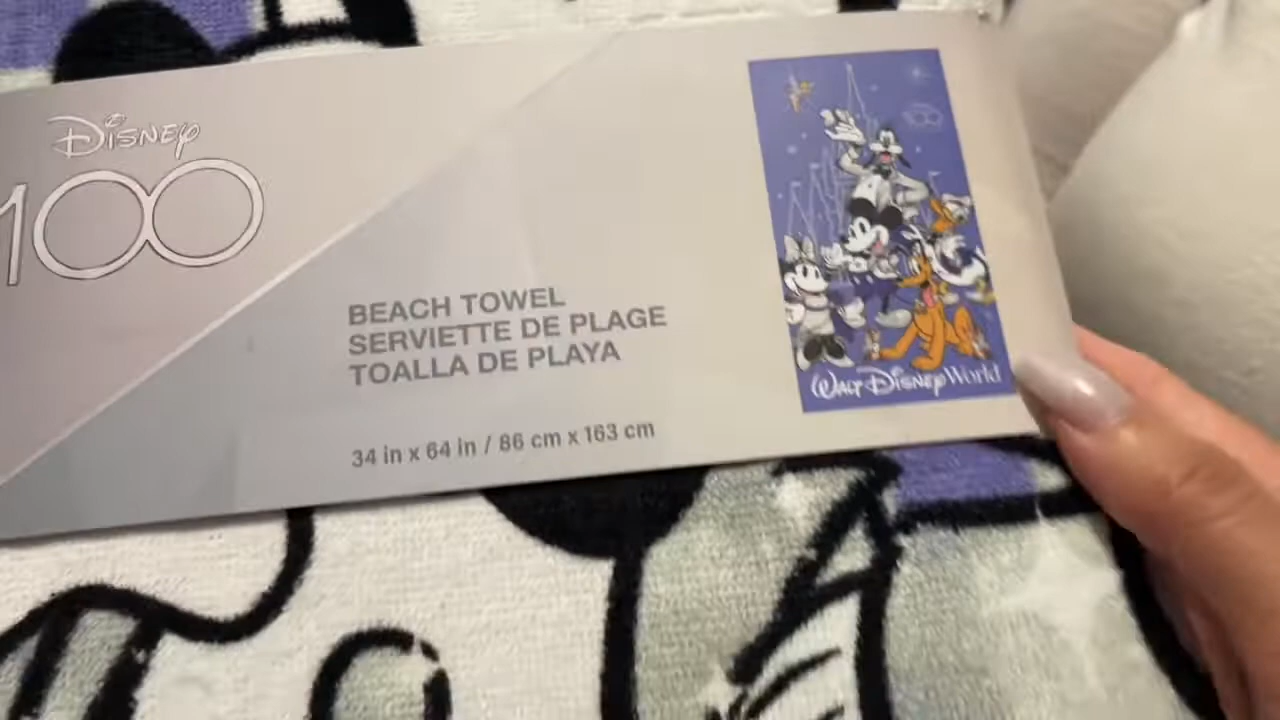 Disney
100
BEACH TOWEL
SERVIETTE DE PLAGE
TOALLA DE PLAYA
34 in x 64 in / 86 cm x 163 cm
100
Walt Disney World